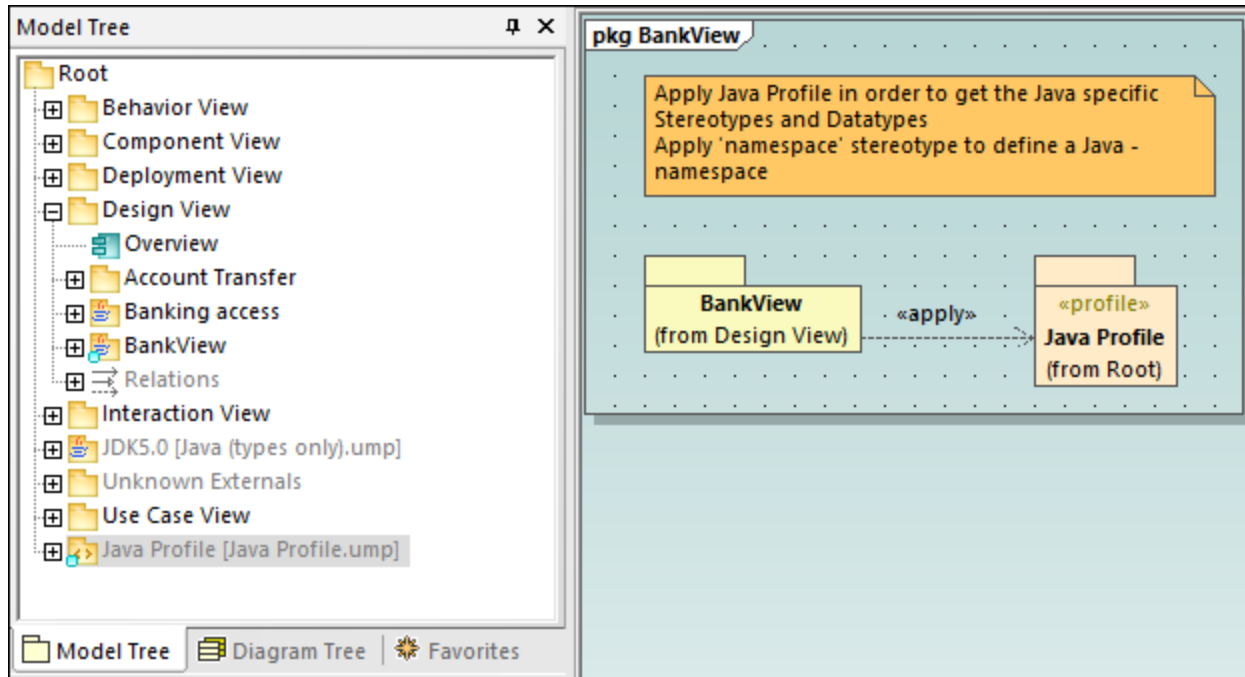 Model Tree
Root
Behavior View
Component View
Deployment View
Design View
Overview
Account Transfer
Banking access
BankView
Relations
Interaction View
JDK5.0 [Java (types only).ump]
Unknown Externals
Use Case View
Java Profile [Java Profile.ump]
Model Tree
Diagram Tree
Favorites
pkg BankView
Apply Java Profile in order to get the Java specific
Stereotypes and Datatypes
Apply 'namespace' stereotype to define a Java -
namespace
BankView
(from Design View)
«apply»
«profile»
Java Profile
(from Root)